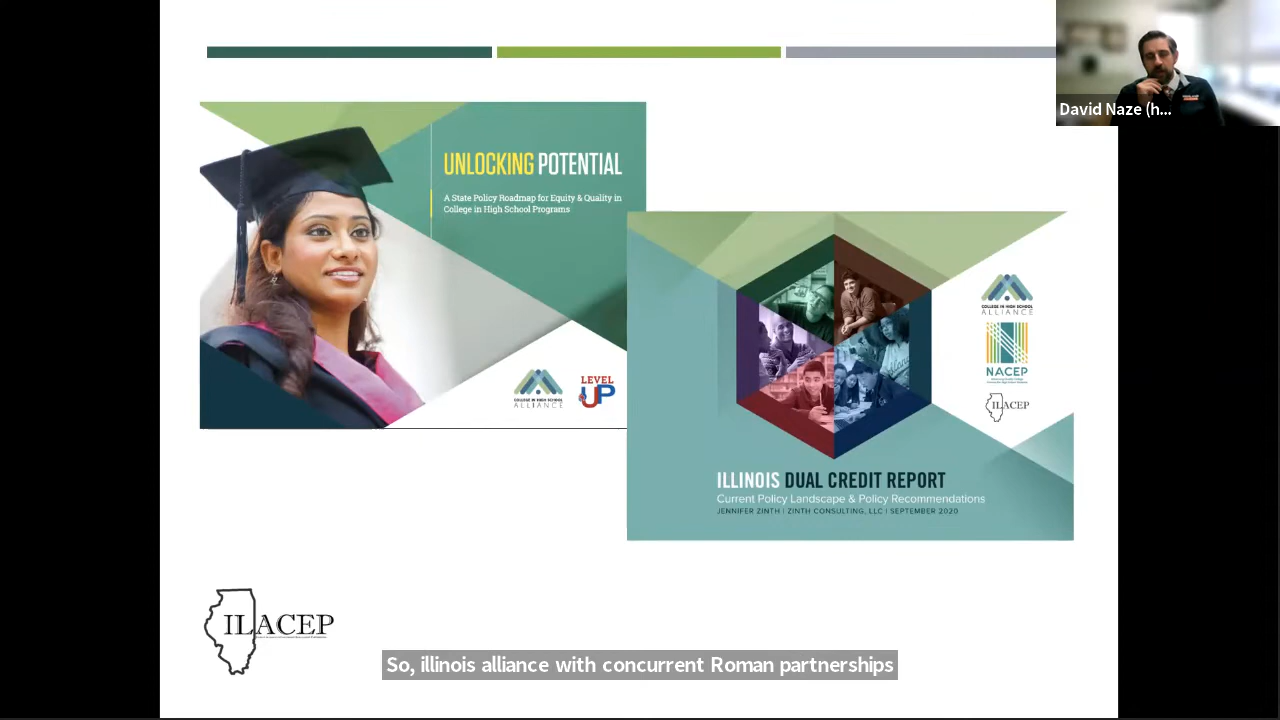 David Naze (h...
UNLOCKING POTENTIAL
A State Policy Roadmap for Equity & Quality in
College in High School Programs
COLLEGE IN HIGH SCHOOL
ALLIANCE
LEVEL
UP
COLLEGE IN HIGH SCHOOL
ALLIANCE
NACEP
ILACEP
ILLINOIS DUAL CREDIT REPORT
Current Policy Landscape & Policy Recommendations
JENNIFER ZINTH | ZINTH CONSULTING, LLC | SEPTEMBER 2020
ILACEP
So, illinois alliance with concurrent Roman partnerships